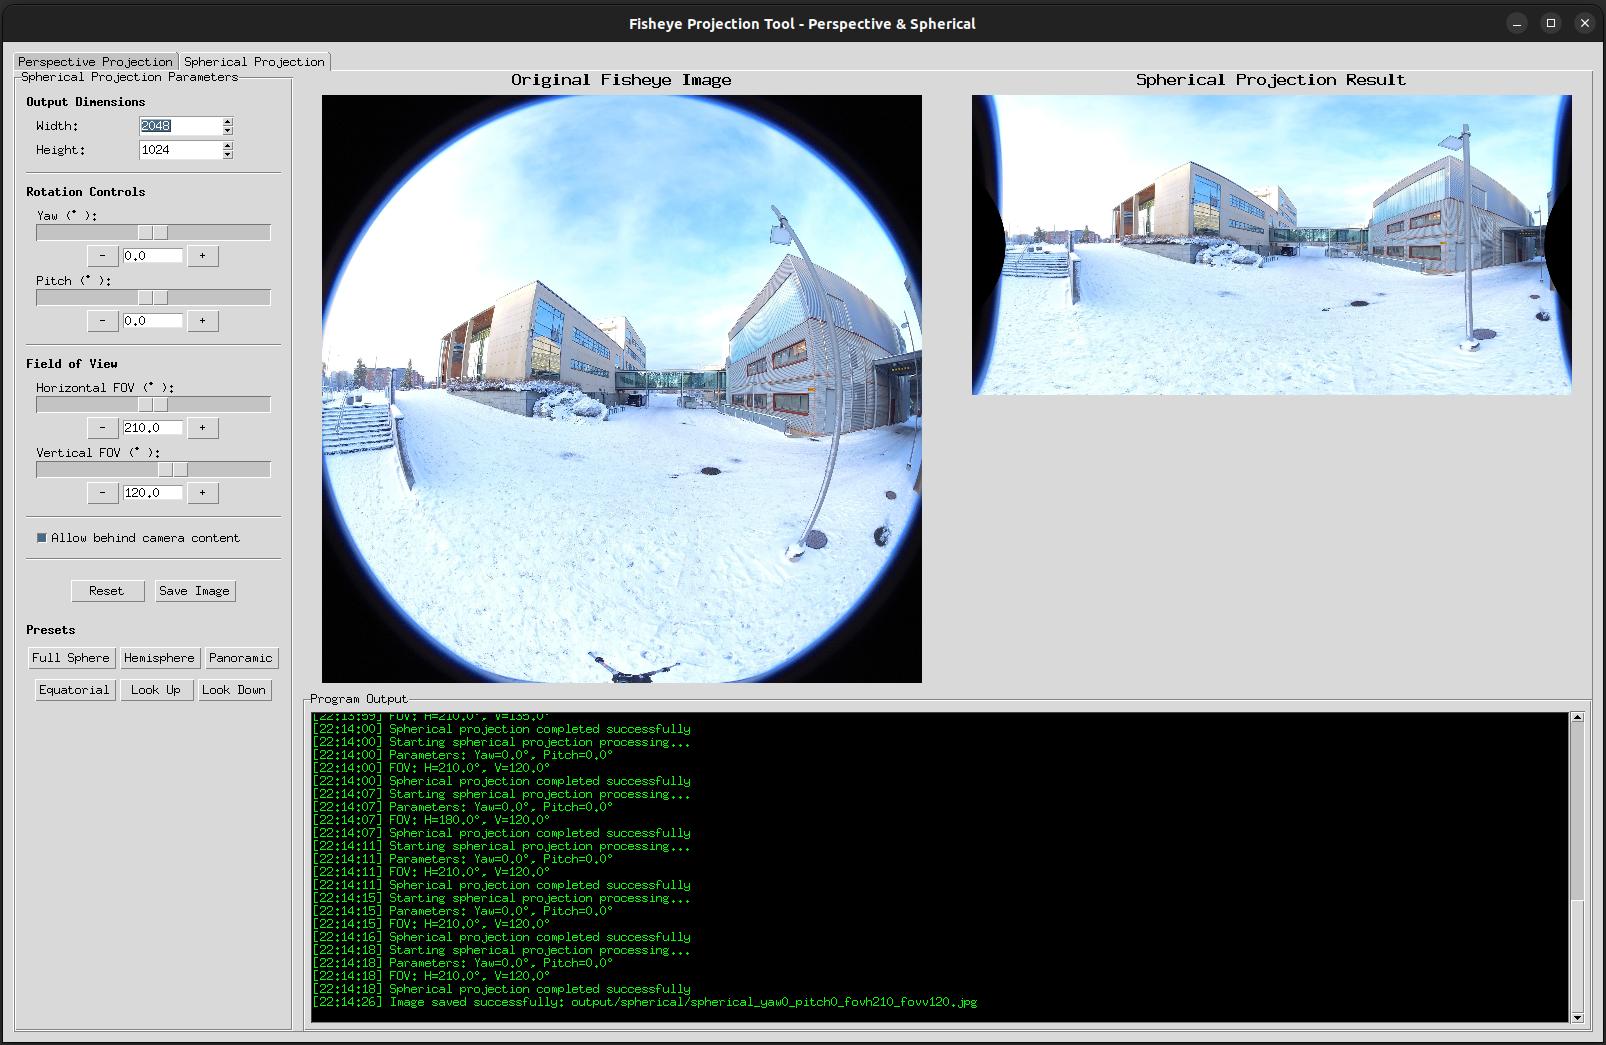 Fisheye Projection Tool - Perspective & Spherical
Perspective Projection
Spherical Projection
Spherical Projection Parameters
Output Dimensions
Width: 2048
Height: 1024
Rotation Controls
Yaw (° ):
- 0.0 +
Pitch (° ):
- 0.0 +
Field of View
Horizontal FOV (° ):
- 210.0 +
Vertical FOV (° ):
- 120.0 +
Allow behind camera content
Reset Save Image
Presets
Full Sphere Hemisphere Panoramic
Equatorial Look Up Look Down
Original Fisheye Image
Spherical Projection Result
Program Output
[22:13:59] FOV: H=210.0°, V=135.0°
[22:14:00] Spherical projection completed successfully
[22:14:00] Starting spherical projection processing...
[22:14:00] Parameters: Yaw=0.0°, Pitch=0.0°
[22:14:00] FOV: H=210.0°, V=120.0°
[22:14:00] Spherical projection completed successfully
[22:14:07] Starting spherical projection processing...
[22:14:07] Parameters: Yaw=0.0°, Pitch=0.0°
[22:14:07] FOV: H=180.0°, V=120.0°
[22:14:07] Spherical projection completed successfully
[22:14:11] Starting spherical projection processing...
[22:14:11] Parameters: Yaw=0.0°, Pitch=0.0°
[22:14:11] FOV: H=210.0°, V=120.0°
[22:14:11] Spherical projection completed successfully
[22:14:15] Starting spherical projection processing...
[22:14:15] Parameters: Yaw=0.0°, Pitch=0.0°
[22:14:15] FOV: H=210.0°, V=120.0°
[22:14:16] Spherical projection completed successfully
[22:14:18] Starting spherical projection processing...
[22:14:18] Parameters: Yaw=0.0°, Pitch=0.0°
[22:14:18] FOV: H=210.0°, V=120.0°
[22:14:18] Spherical projection completed successfully
[22:14:26] Image saved successfully: output/spherical/spherical_yaw0_pitch0_fovh210_fovv120.jpg